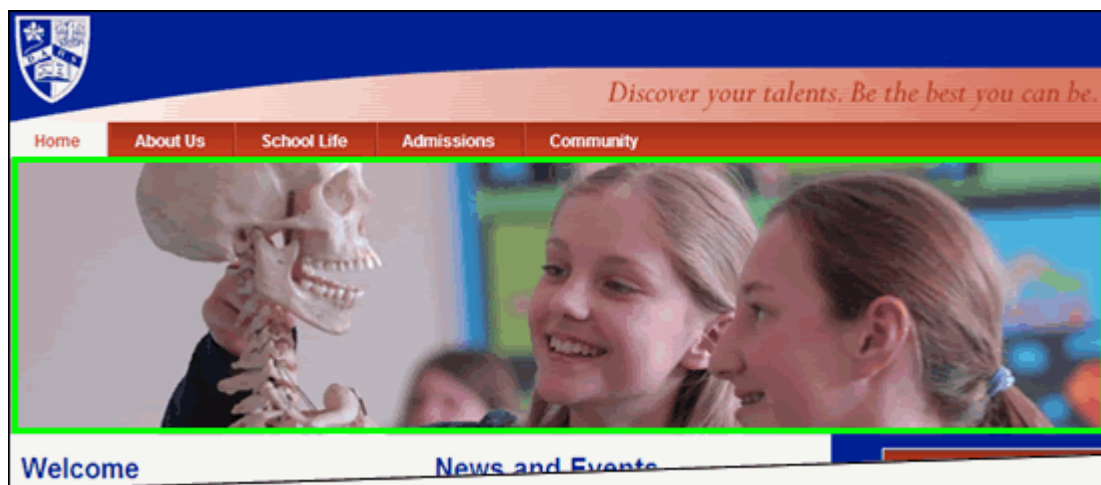 Discover your talents. Be the best you can be.
Home About Us School Life Admissions Community
Welcome News and Events